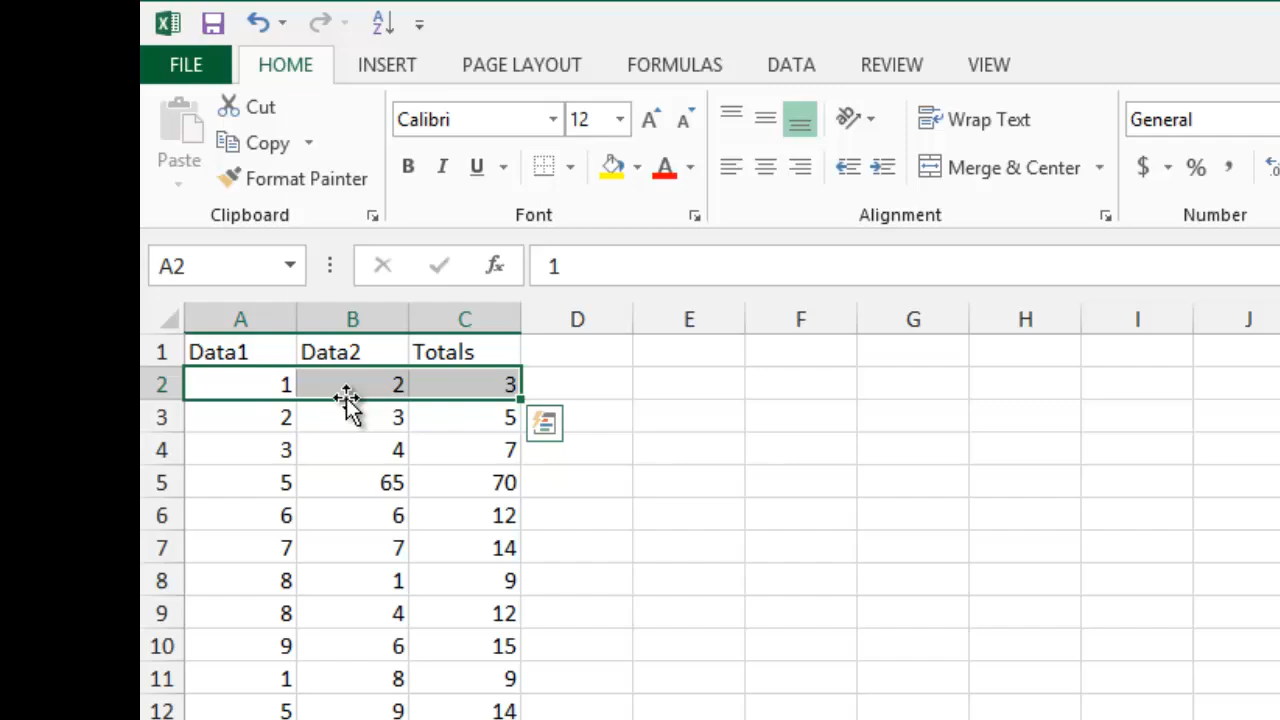 FILE HOME INSERT PAGE LAYOUT FORMULAS DATA REVIEW VIEW
Paste
Cut
Copy
Format Painter
Clipboard
Calibri 12
B I U A
Font
Wrap Text
Merge & Center
Alignment
General
$ % ,
Number
A2 fx 1
A B C D E F G H I J
1 Data1 Data2 Totals
2 1 2 3
3 2 3 5
4 3 4 7
5 5 65 70
6 6 6 12
7 7 7 14
8 8 1 9
9 8 4 12
10 9 6 15
11 1 8 9
12 5 9 14